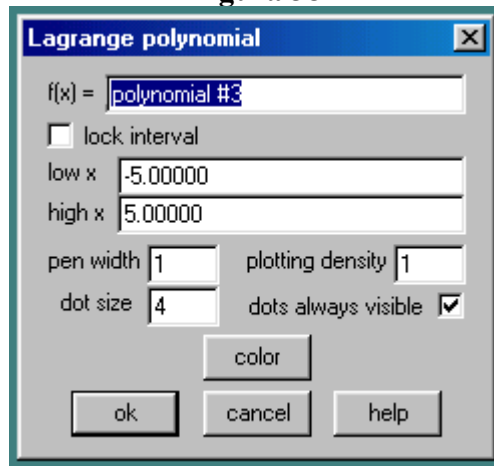 Lagrange polynomial
f(x) = polynomial #3
lock interval
low x -5.00000
high x 5.00000
pen width 1 plotting density 1
dot size 4 dots always visible
color
ok cancel help